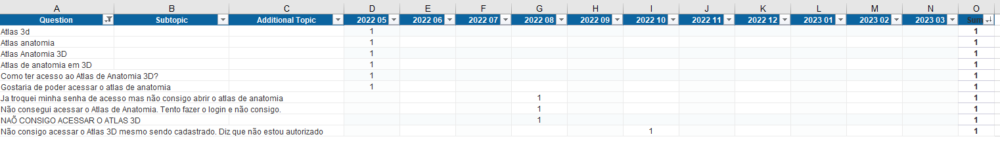 A B C D E F G H I J K L M N O
Question Subtopic Additional Topic 2022 05 2022 06 2022 07 2022 08 2022 09 2022 10 2022 11 2022 12 2023 01 2023 02 2023 03 Sum
Atlas 3d 1 1
Atlas anatomia 1 1
Atlas Anatomia 3D 1 1
Atlas de anatomia em 3D 1 1
Como ter acesso ao Atlas de Anatomia 3D? 1 1
Gostaria de poder acessar o atlas de anatomia 1 1
Ja troquei minha senha de acesso mas não consigo abrir o atlas de anatomia 1 1
Não consegui acessar o Atlas de Anatomia. Tento fazer o login e não consigo. 1 1
NAÕ CONSIGO ACESSAR O ATLAS 3D 1 1
Não consigo acessar o Atlas 3D mesmo sendo cadastrado. Diz que não estou autorizado 1 1